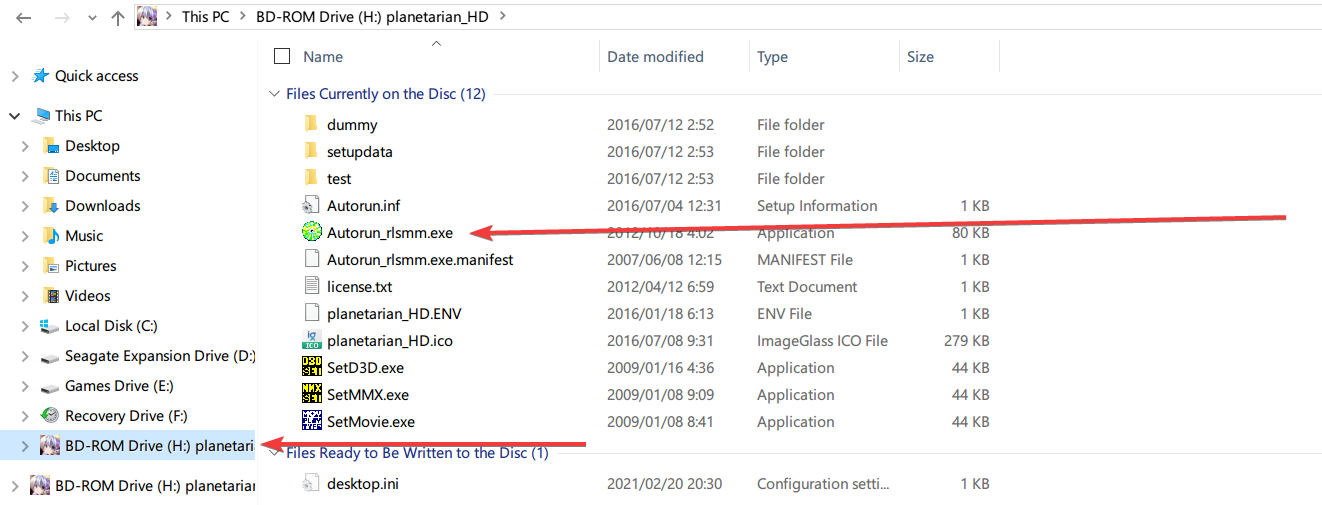 This PC > BD-ROM Drive (H:) planetarian_HD >
Name Date modified Type Size
Quick access
This PC
Desktop
Documents
Downloads
Music
Pictures
Videos
Local Disk (C:)
Seagate Expansion Drive (D:)
Games Drive (E:)
Recovery Drive (F:)
BD-ROM Drive (H:) planetari
BD-ROM Drive (H:) planetarian
Files Currently on the Disc (12)
dummy 2016/07/12 2:52 File folder
setupdata 2016/07/12 2:53 File folder
test 2016/07/12 2:53 File folder
Autorun.inf 2016/07/04 12:31 Setup Information 1 KB
Autorun_rlsmm.exe 2012/10/18 4:02 Application 80 KB
Autorun_rlsmm.exe.manifest 2007/06/08 12:15 MANIFEST File 1 KB
license.txt 2012/04/12 6:59 Text Document 1 KB
planetarian_HD.ENV 2016/01/18 6:13 ENV File 1 KB
planetarian_HD.ico 2016/07/08 9:31 ImageGlass ICO File 279 KB
SetD3D.exe 2009/01/16 4:36 Application 44 KB
SetMMX.exe 2009/01/08 9:09 Application 44 KB
SetMovie.exe 2009/01/08 8:41 Application 44 KB
Files Ready to Be Written to the Disc (1)
desktop.ini 2021/02/20 20:30 Configuration setti... 1 KB